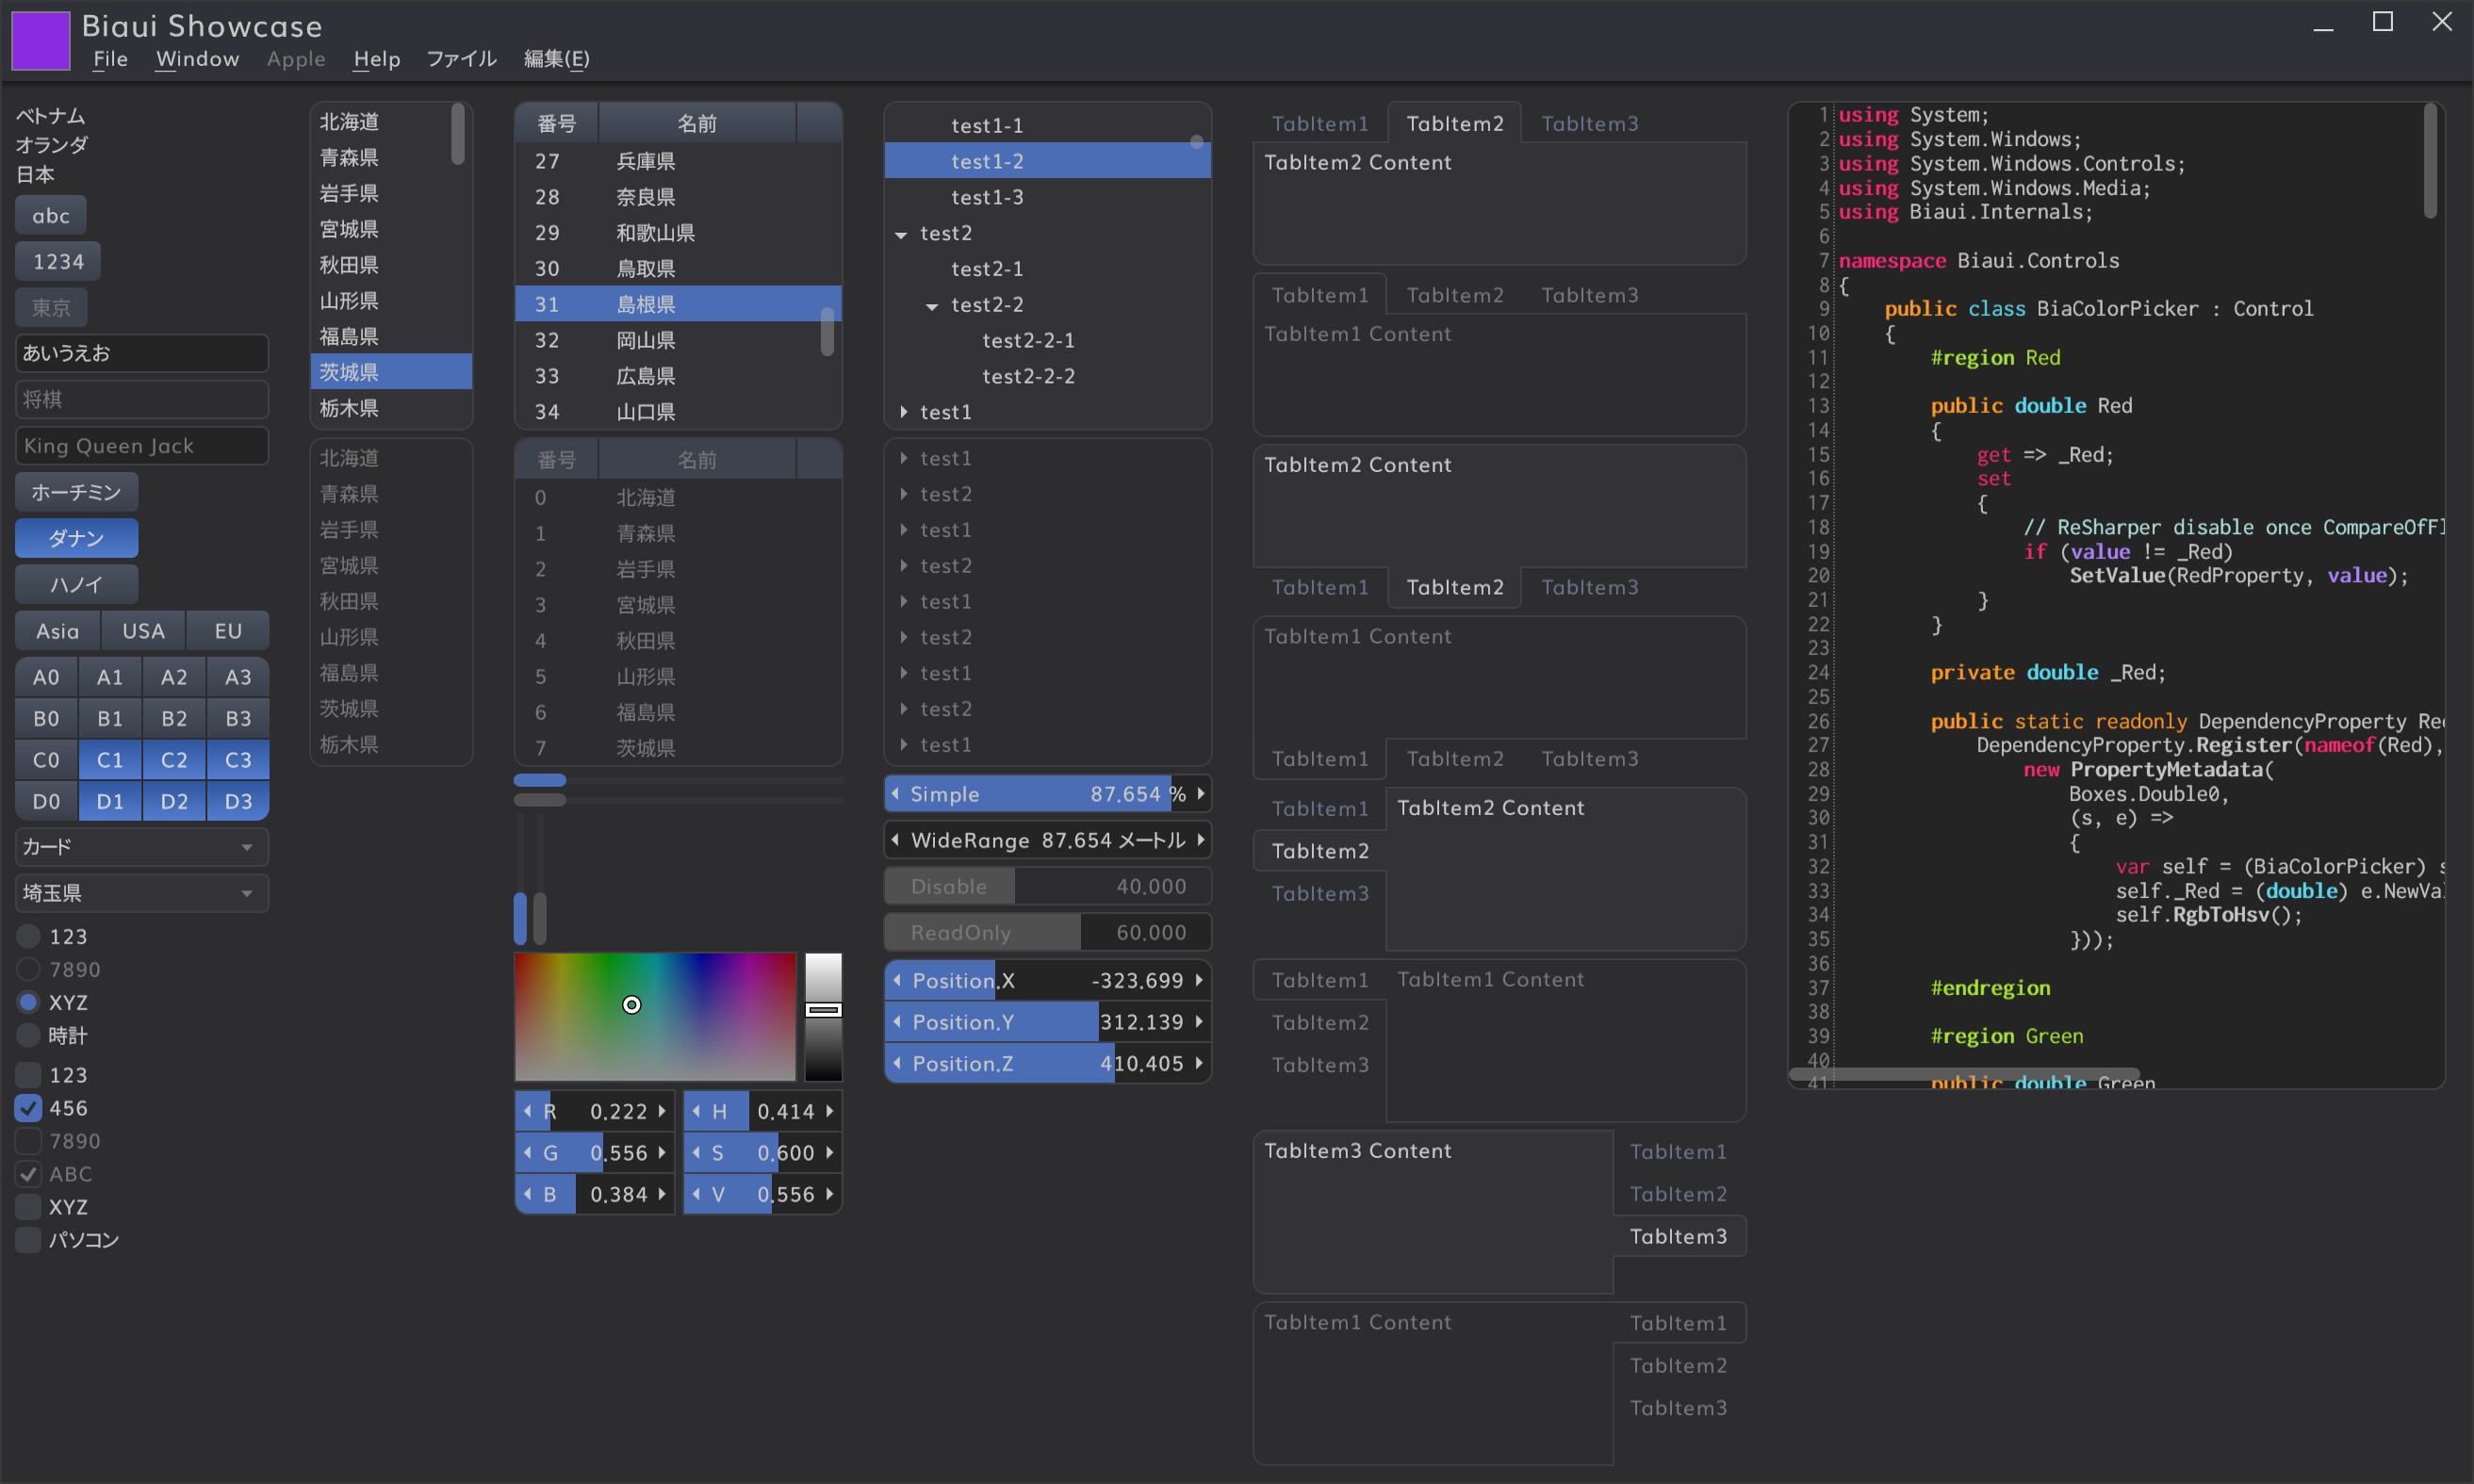 Biaui Showcase
File Window Apple Help ファイル 編集(E)
ベトナム
オランダ
日本
abc
1234
東京
あいうえお
将棋
King Queen Jack
ホーチミン
ダナン
ハノイ
Asia USA EU
A0 A1 A2 A3
B0 B1 B2 B3
C0 C1 C2 C3
D0 D1 D2 D3
カード
埼玉県
123
7890
XYZ
時計
123
456
7890
ABC
XYZ
パソコン
北海道
青森県
岩手県
宮城県
秋田県
山形県
福島県
茨城県
栃木県
北海道
青森県
岩手県
宮城県
秋田県
山形県
福島県
茨城県
栃木県
番号 名前
27 兵庫県
28 奈良県
29 和歌山県
30 鳥取県
31 島根県
32 岡山県
33 広島県
34 山口県
番号 名前
0 北海道
1 青森県
2 岩手県
3 宮城県
4 秋田県
5 山形県
6 福島県
7 茨城県
R 0.222
G 0.556
B 0.384
H 0.414
S 0.600
V 0.556
test1-1
test1-2
test1-3
test2
test2-1
test2-2
test2-2-1
test2-2-2
test1
test1
test2
test1
test2
test1
test2
test1
test2
test1
Simple 87.654 %
WideRange 87.654 メートル
Disable 40.000
ReadOnly 60.000
Position.X -323.699
Position.Y 312.139
Position.Z 410.405
TabItem1 TabItem2 TabItem3
TabItem2 Content
TabItem1 TabItem2 TabItem3
TabItem1 Content
TabItem2 Content
TabItem1 TabItem2 TabItem3
TabItem1 Content
TabItem1 TabItem2 TabItem3
TabItem1 TabItem2 Content
TabItem2
TabItem3
TabItem1 TabItem1 Content
TabItem2
TabItem3
TabItem3 Content TabItem1
TabItem2
TabItem3
TabItem1 Content TabItem1
TabItem2
TabItem3
1 using System;
2 using System.Windows;
3 using System.Windows.Controls;
4 using System.Windows.Media;
5 using Biaui.Internals;
6
7 namespace Biaui.Controls
8 {
9 public class BiaColorPicker : Control
10 {
11 #region Red
12
13 public double Red
14 {
15 get => _Red;
16 set
17 {
18 // ReSharper disable once CompareOfFl
19 if (value != _Red)
20 SetValue(RedProperty, value);
21 }
22 }
23
24 private double _Red;
25
26 public static readonly DependencyProperty Re
27 DependencyProperty.Register(nameof(Red),
28 new PropertyMetadata(
29 Boxes.Double0,
30 (s, e) =>
31 {
32 var self = (BiaColorPicker) s
33 self._Red = (double) e.NewVa
34 self.RgbToHsv();
35 }));
36
37 #endregion
38
39 #region Green
40
41 public double Green